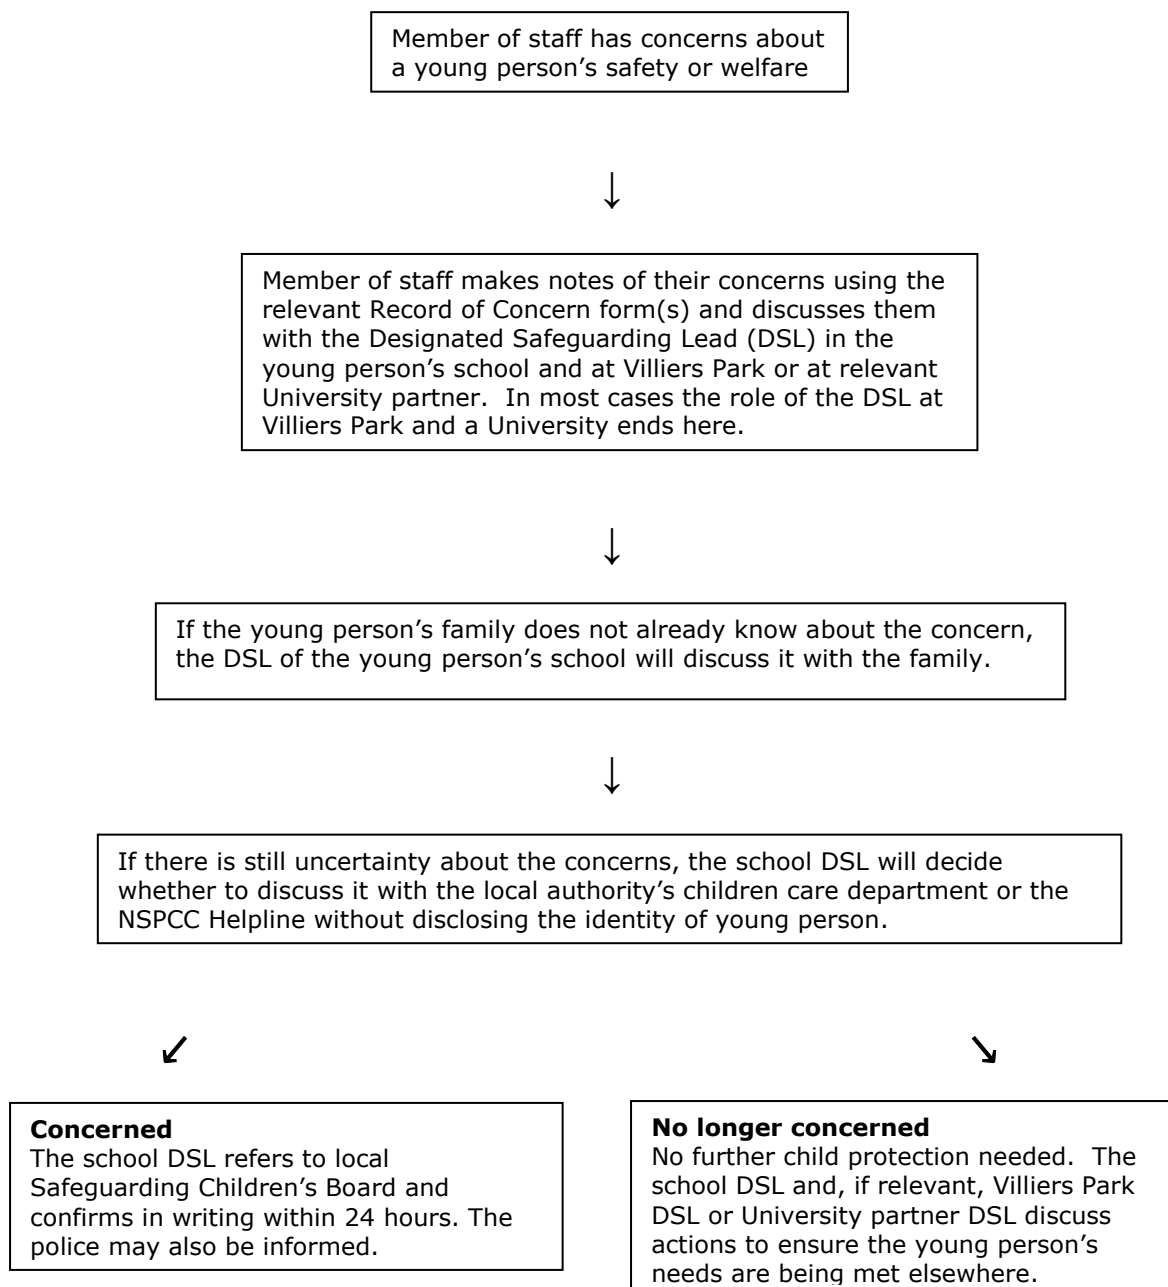 Member of staff has concerns about
a young person’s safety or welfare
↓
Member of staff makes notes of their concerns using the
relevant Record of Concern form(s) and discusses them
with the Designated Safeguarding Lead (DSL) in the
young person’s school and at Villiers Park or at relevant
University partner.  In most cases the role of the DSL at
Villiers Park and a University ends here.
↓
If the young person’s family does not already know about the concern,
the DSL of the young person’s school will discuss it with the family.
↓
If there is still uncertainty about the concerns, the school DSL will decide
whether to discuss it with the local authority’s children care department or the
NSPCC Helpline without disclosing the identity of young person.
↙ ↘
Concerned
The school DSL refers to local
Safeguarding Children’s Board and
confirms in writing within 24 hours. The
police may also be informed.
No longer concerned
No further child protection needed.  The
school DSL and, if relevant, Villiers Park
DSL or University partner DSL discuss
actions to ensure the young person’s
needs are being met elsewhere.